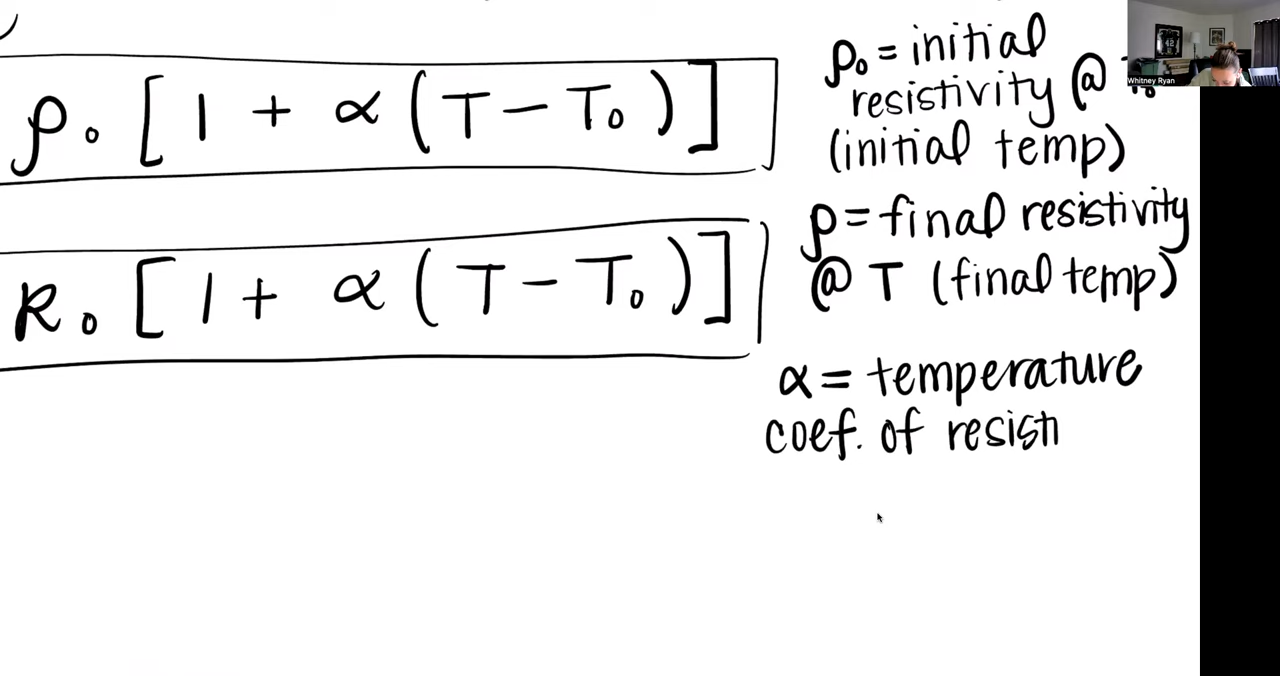 ρ₀ [ 1 + α ( T − T₀ ) ]
R₀ [ 1 + α ( T − T₀ ) ]
ρ₀ = initial
resistivity @
(initial temp)
ρ = final resistivity
@ T (final temp)
α = temperature
coef. of resisti
Whitney Ryan